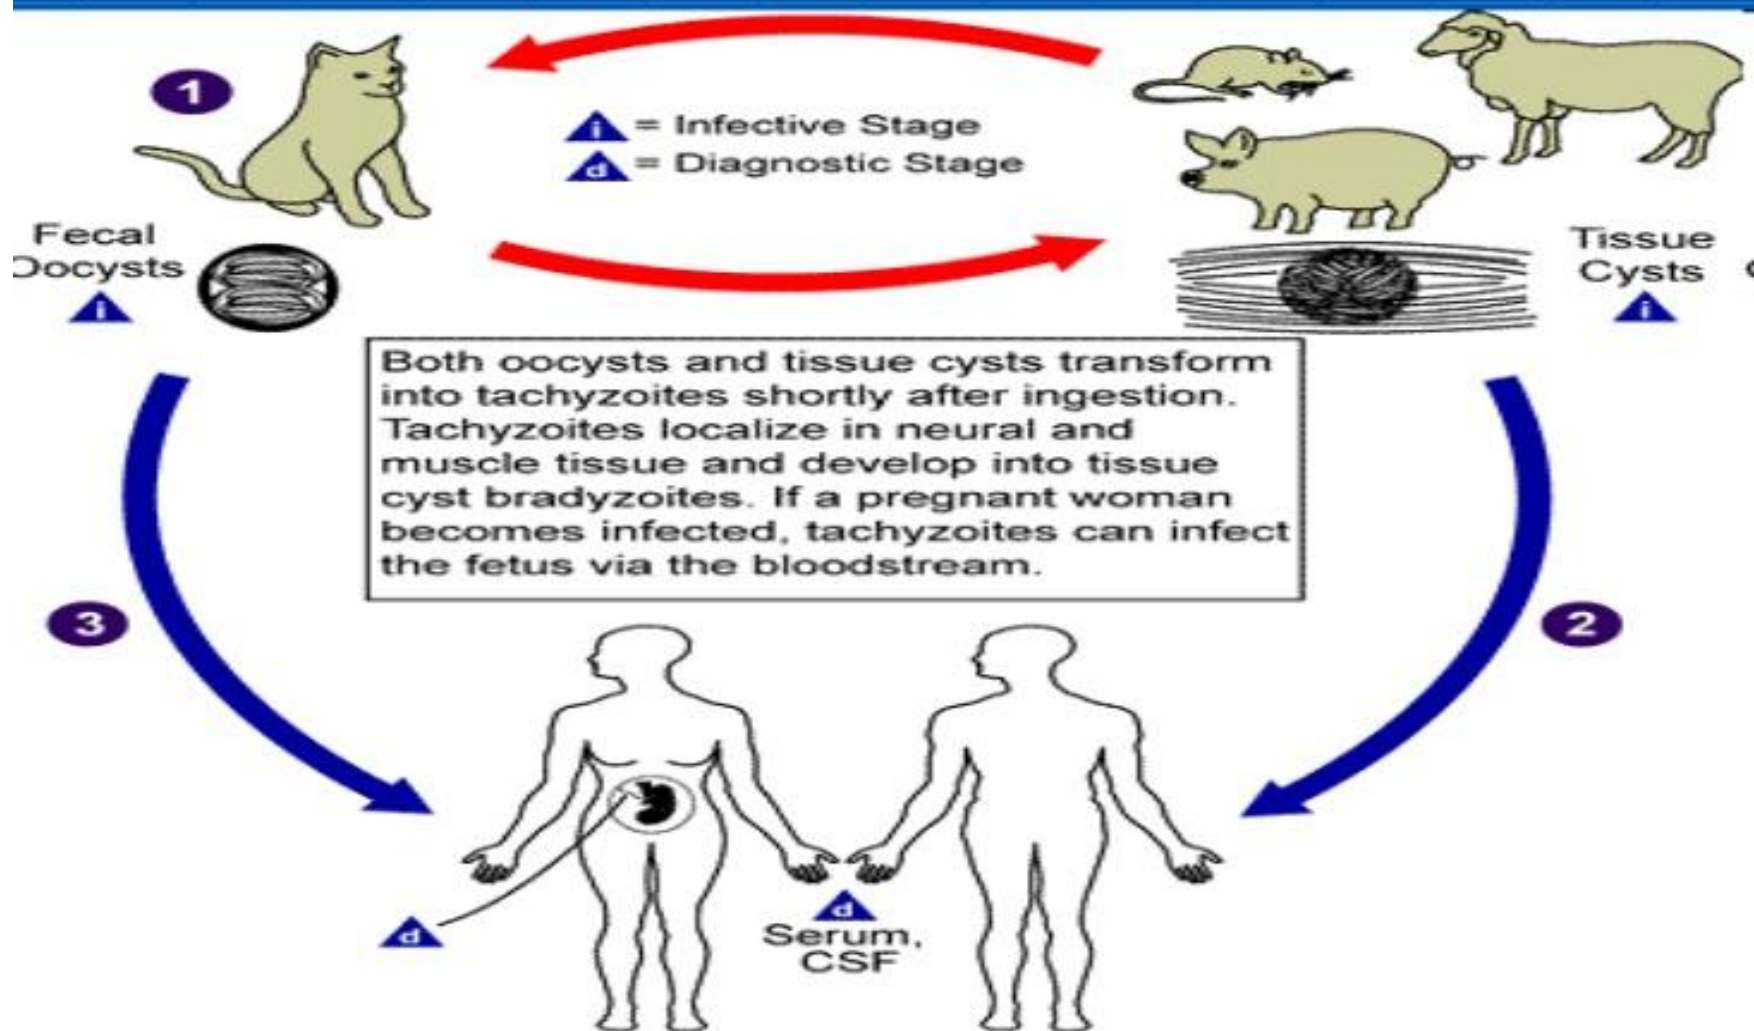 1
i = Infective Stage
d = Diagnostic Stage
Fecal
Oocysts
i
Tissue
Cysts
i
Both oocysts and tissue cysts transform
into tachyzoites shortly after ingestion.
Tachyzoites localize in neural and
muscle tissue and develop into tissue
cyst bradyzoites. If a pregnant woman
becomes infected, tachyzoites can infect
the fetus via the bloodstream.
3
2
d
d
Serum,
CSF